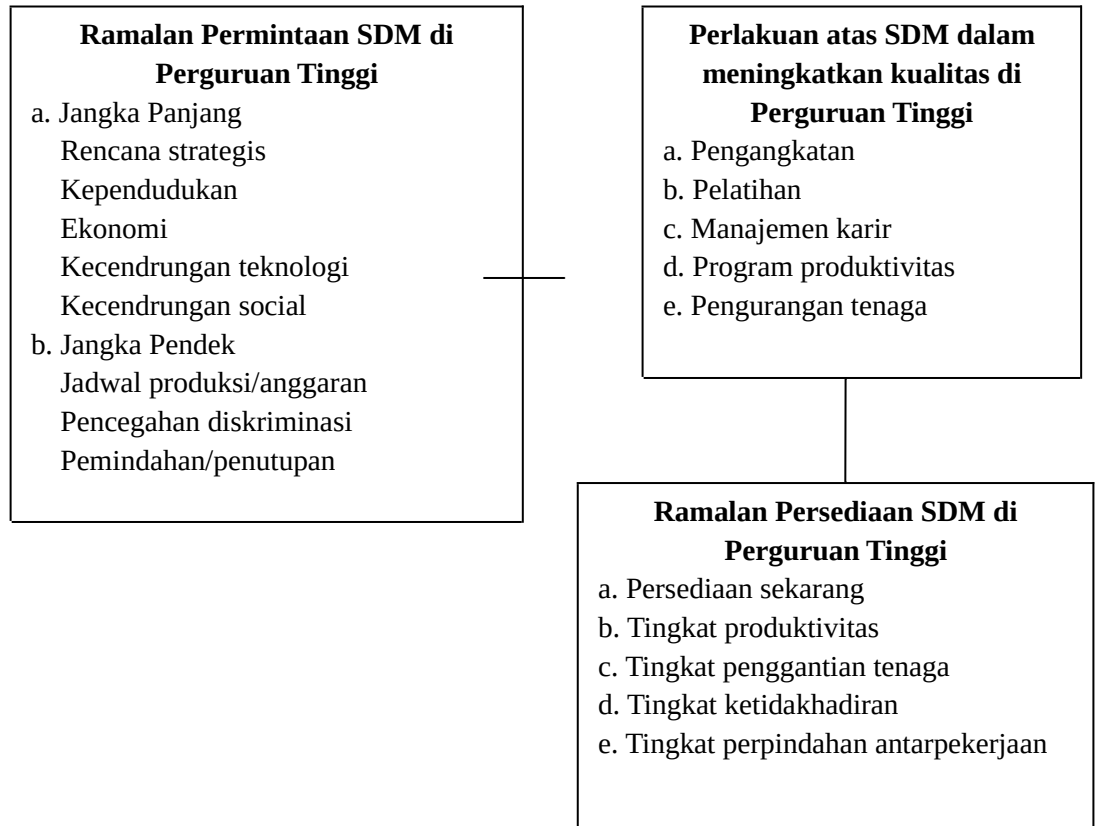 Ramalan Permintaan SDM di
Perguruan Tinggi
a. Jangka Panjang
Rencana strategis
Kependudukan
Ekonomi
Kecendrungan teknologi
Kecendrungan social
b. Jangka Pendek
Jadwal produksi/anggaran
Pencegahan diskriminasi
Pemindahan/penutupan
Perlakuan atas SDM dalam
meningkatkan kualitas di
Perguruan Tinggi
a. Pengangkatan
b. Pelatihan
c. Manajemen karir
d. Program produktivitas
e. Pengurangan tenaga
Ramalan Persediaan SDM di
Perguruan Tinggi
a. Persediaan sekarang
b. Tingkat produktivitas
c. Tingkat penggantian tenaga
d. Tingkat ketidakhadiran
e. Tingkat perpindahan antarpekerjaan